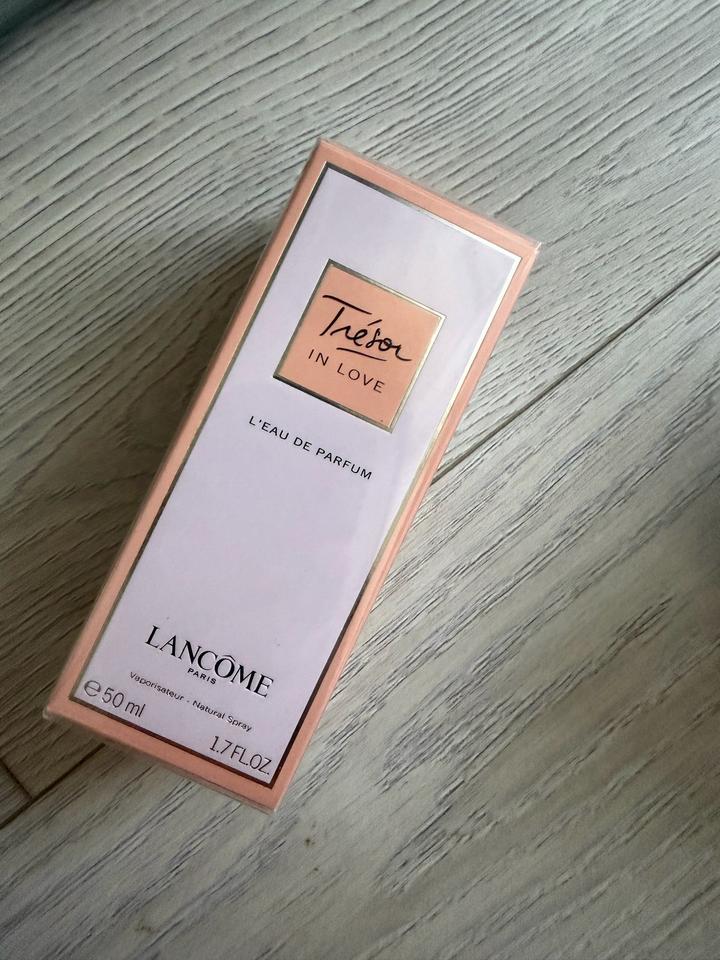 Trésor
IN LOVE
L'EAU DE PARFUM
LANCÔME
PARIS
Vaporisateur - Natural Spray
℮ 50 ml
1.7 FL.OZ.